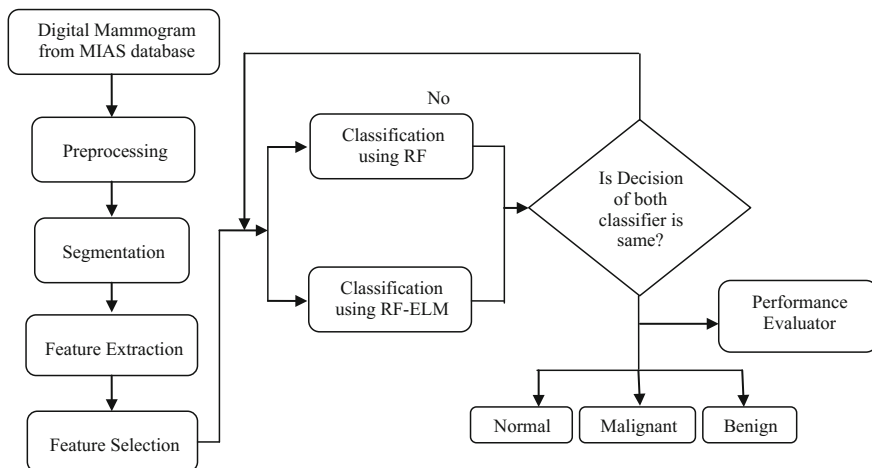 Digital Mammogram
from MIAS database
Preprocessing
Segmentation
Feature Extraction
Feature Selection
No
Classification
using RF
Classification
using RF-ELM
Is Decision
of both
classifier is
same?
Performance
Evaluator
Normal
Malignant
Benign